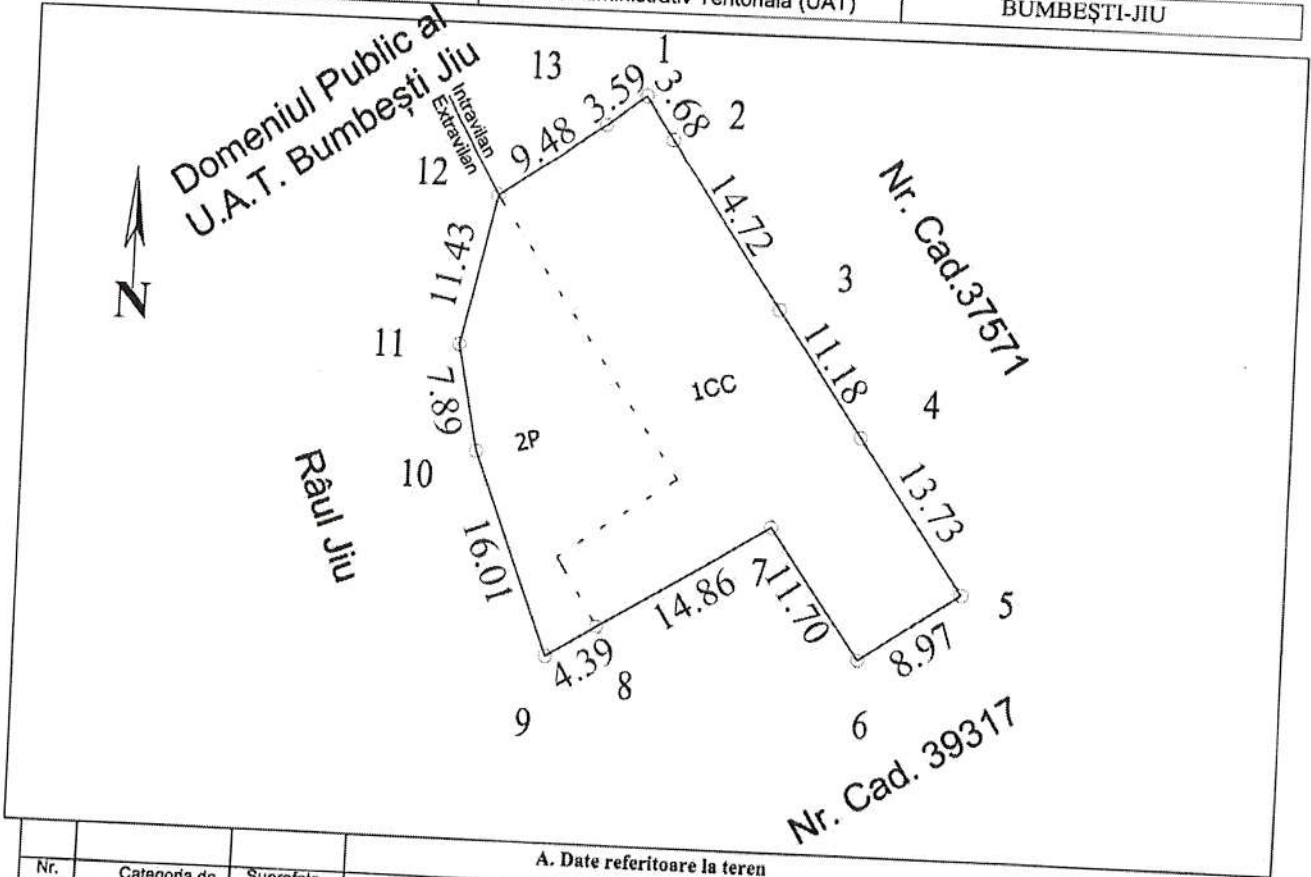 BUMBEȘTI-JIU
Domeniul Public al
U.A.T. Bumbești Jiu
Intravilan
Extravilan
N
13
1
3.59
3.68
2
9.48
12
14.72
Nr. Cad.37571
11.43
3
11
11.18
7.89
1CC
4
2P
10
13.73
Râul Jiu
16.01
7
14.86
11.70
5
8.97
4.39
8
9
6
Nr. Cad. 39317
A. Date referitoare la teren
Nr.
Categoria de
Suprafața